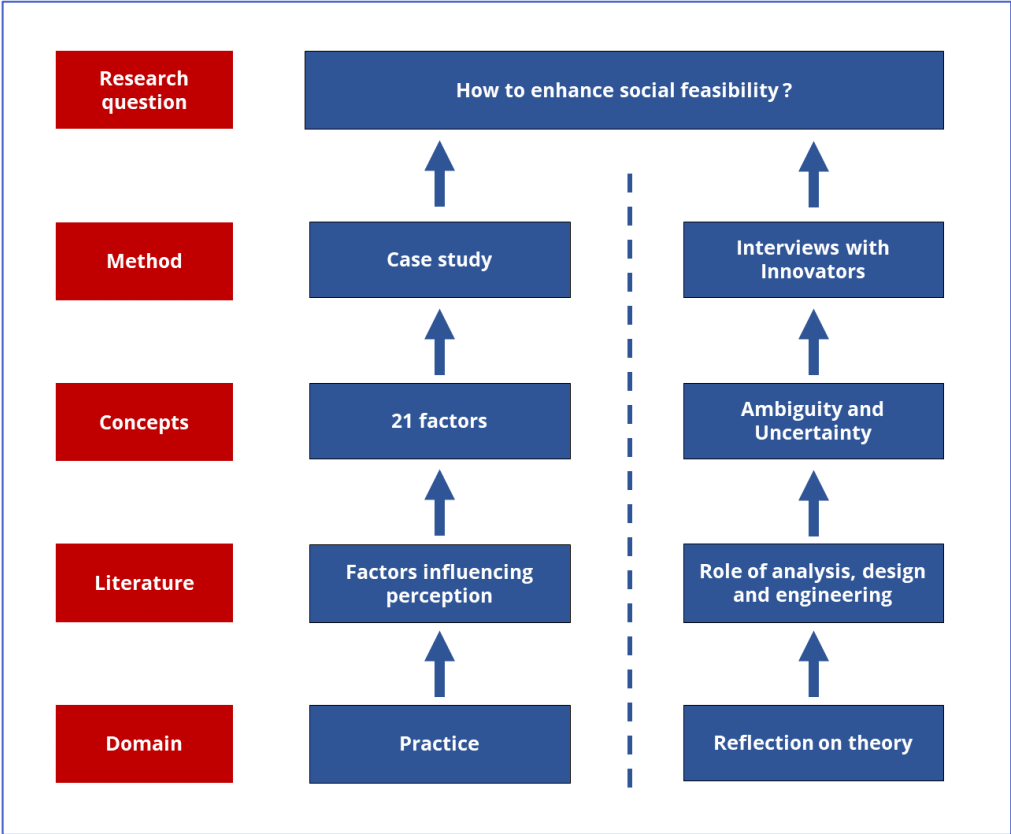 Research
question
How to enhance social feasibility ?
Method
Case study
Interviews with
Innovators
Concepts
21 factors
Ambiguity and
Uncertainty
Literature
Factors influencing
perception
Role of analysis, design
and engineering
Domain
Practice
Reflection on theory